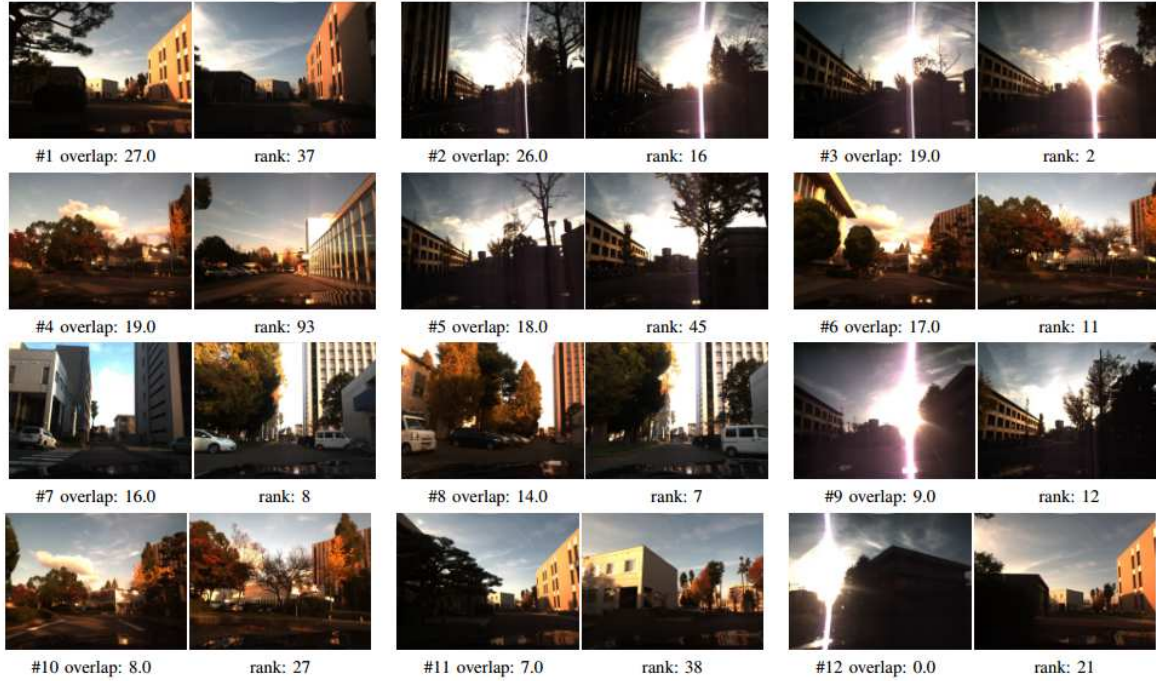 #1 overlap: 27.0 rank: 37 #2 overlap: 26.0 rank: 16 #3 overlap: 19.0 rank: 2
#4 overlap: 19.0 rank: 93 #5 overlap: 18.0 rank: 45 #6 overlap: 17.0 rank: 11
#7 overlap: 16.0 rank: 8 #8 overlap: 14.0 rank: 7 #9 overlap: 9.0 rank: 12
#10 overlap: 8.0 rank: 27 #11 overlap: 7.0 rank: 38 #12 overlap: 0.0 rank: 21